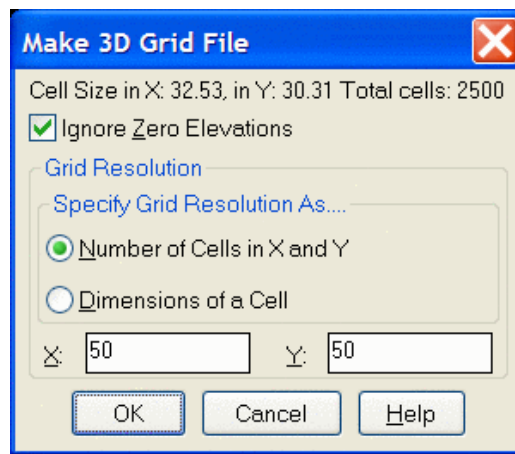 Make 3D Grid File
Cell Size in X: 32.53, in Y: 30.31 Total cells: 2500
Ignore Zero Elevations
Grid Resolution
Specify Grid Resolution As....
Number of Cells in X and Y
Dimensions of a Cell
X: 50 Y: 50
OK Cancel Help